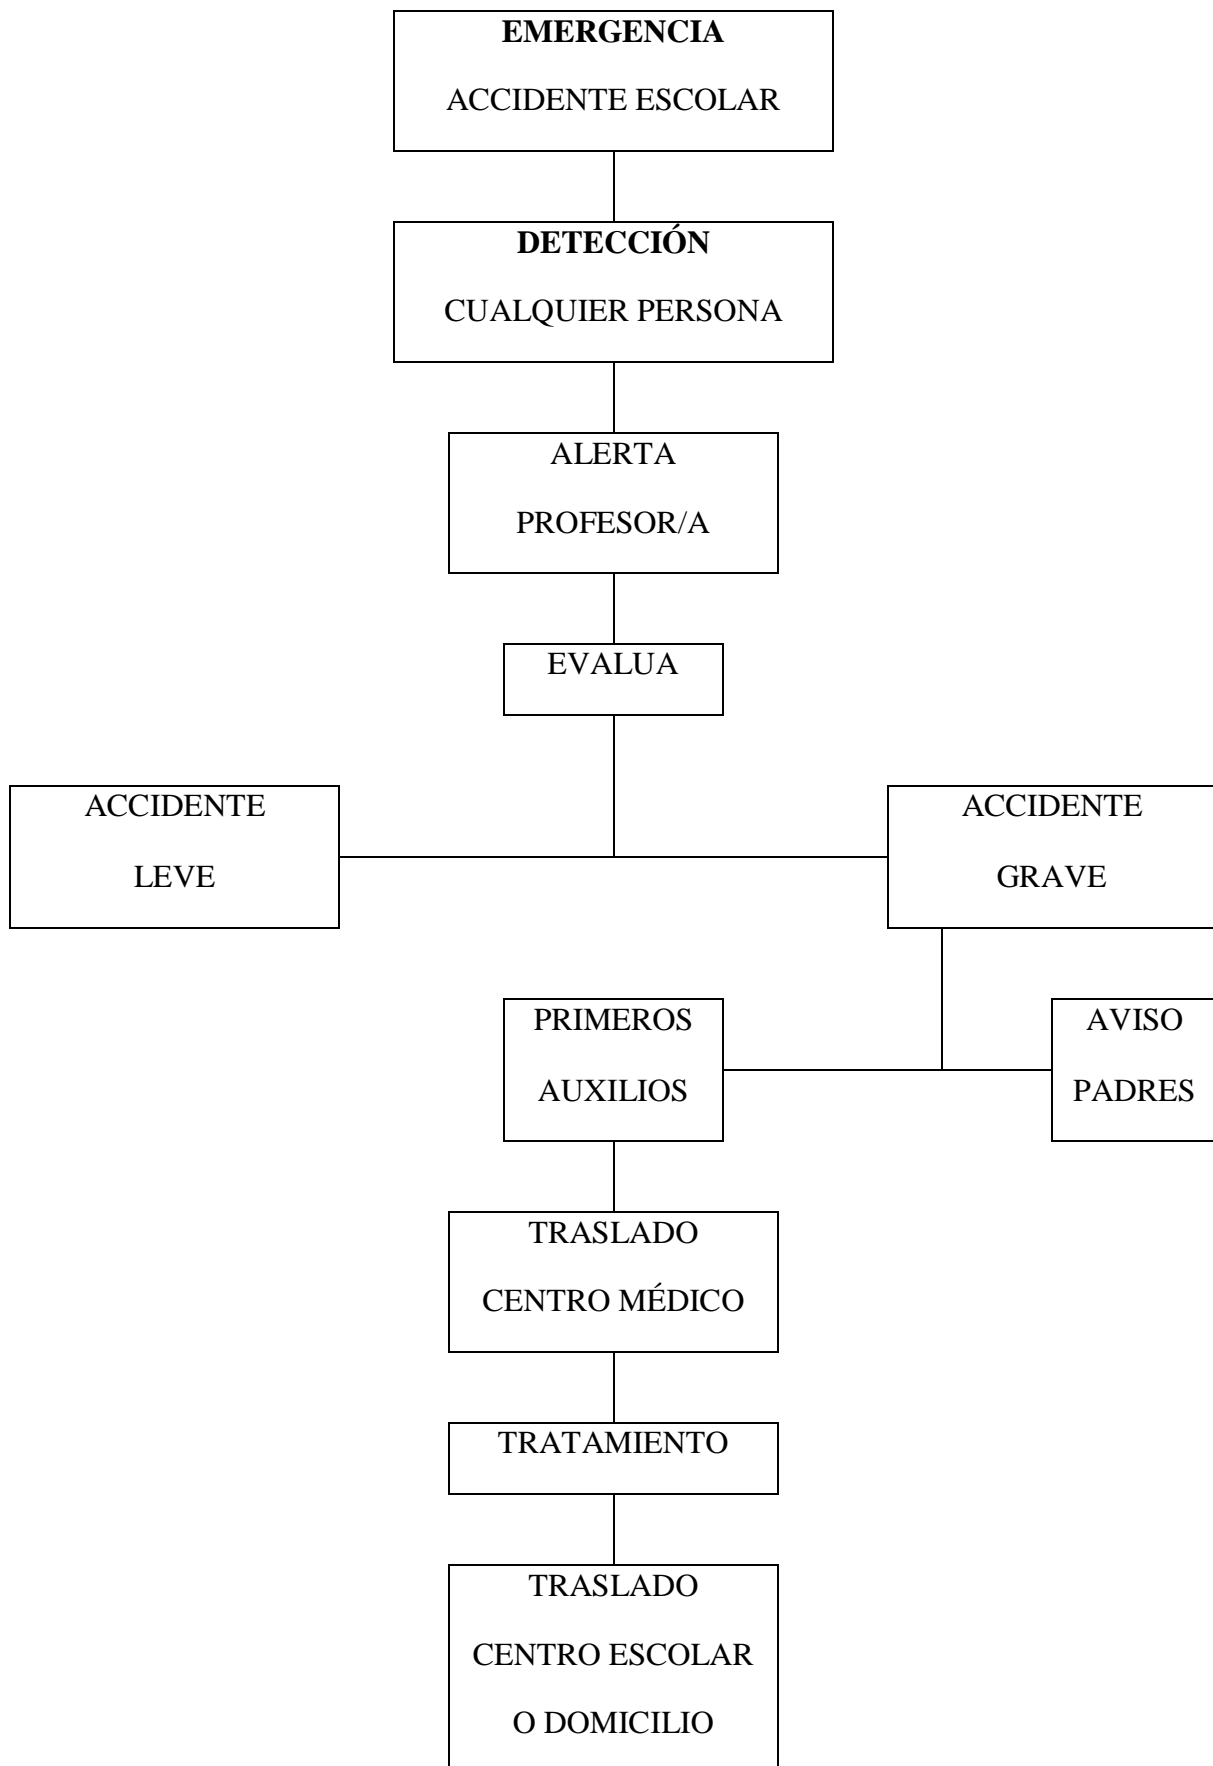 EMERGENCIA
ACCIDENTE ESCOLAR
DETECCIÓN
CUALQUIER PERSONA
ALERTA
PROFESOR/A
EVALUA
ACCIDENTE
LEVE
ACCIDENTE
GRAVE
PRIMEROS
AUXILIOS
AVISO
PADRES
TRASLADO
CENTRO MÉDICO
TRATAMIENTO
TRASLADO
CENTRO ESCOLAR
O DOMICILIO